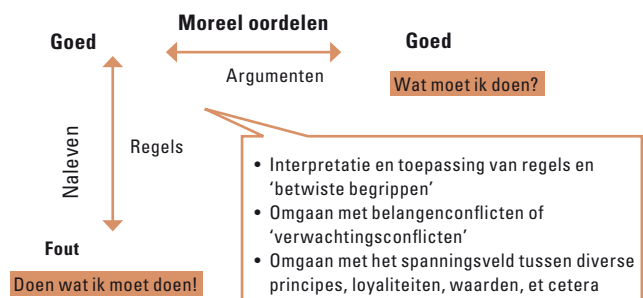 Moreel oordelen
Goed
Goed
Argumenten
Wat moet ik doen?
Naleven
Regels
• Interpretatie en toepassing van regels en
‘betwiste begrippen’
• Omgaan met belangenconflicten of
‘verwachtingsconflicten’
• Omgaan met het spanningsveld tussen diverse
principes, loyaliteiten, waarden, et cetera
Fout
Doen wat ik moet doen!